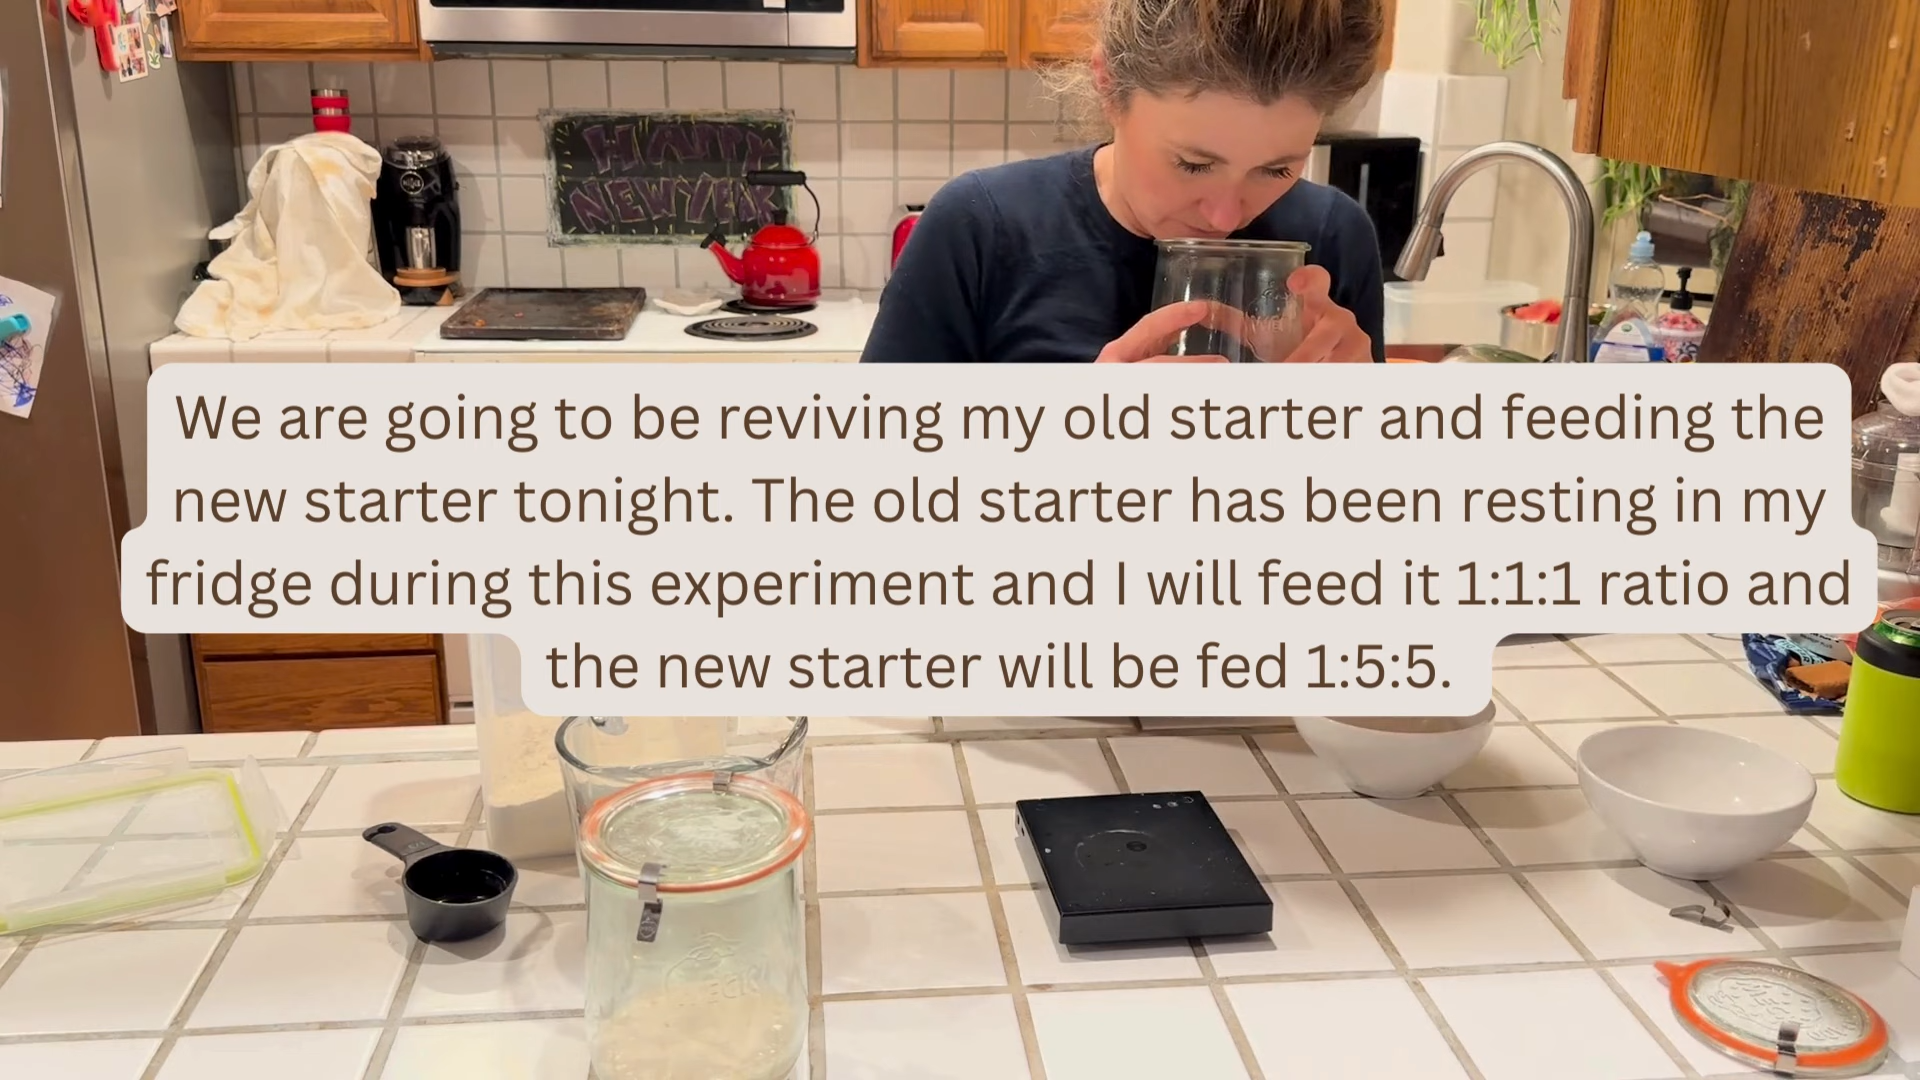 HAPPY
NEW YEAR
We are going to be reviving my old starter and feeding the
new starter tonight. The old starter has been resting in my
fridge during this experiment and I will feed it 1:1:1 ratio and
the new starter will be fed 1:5:5.
WECK